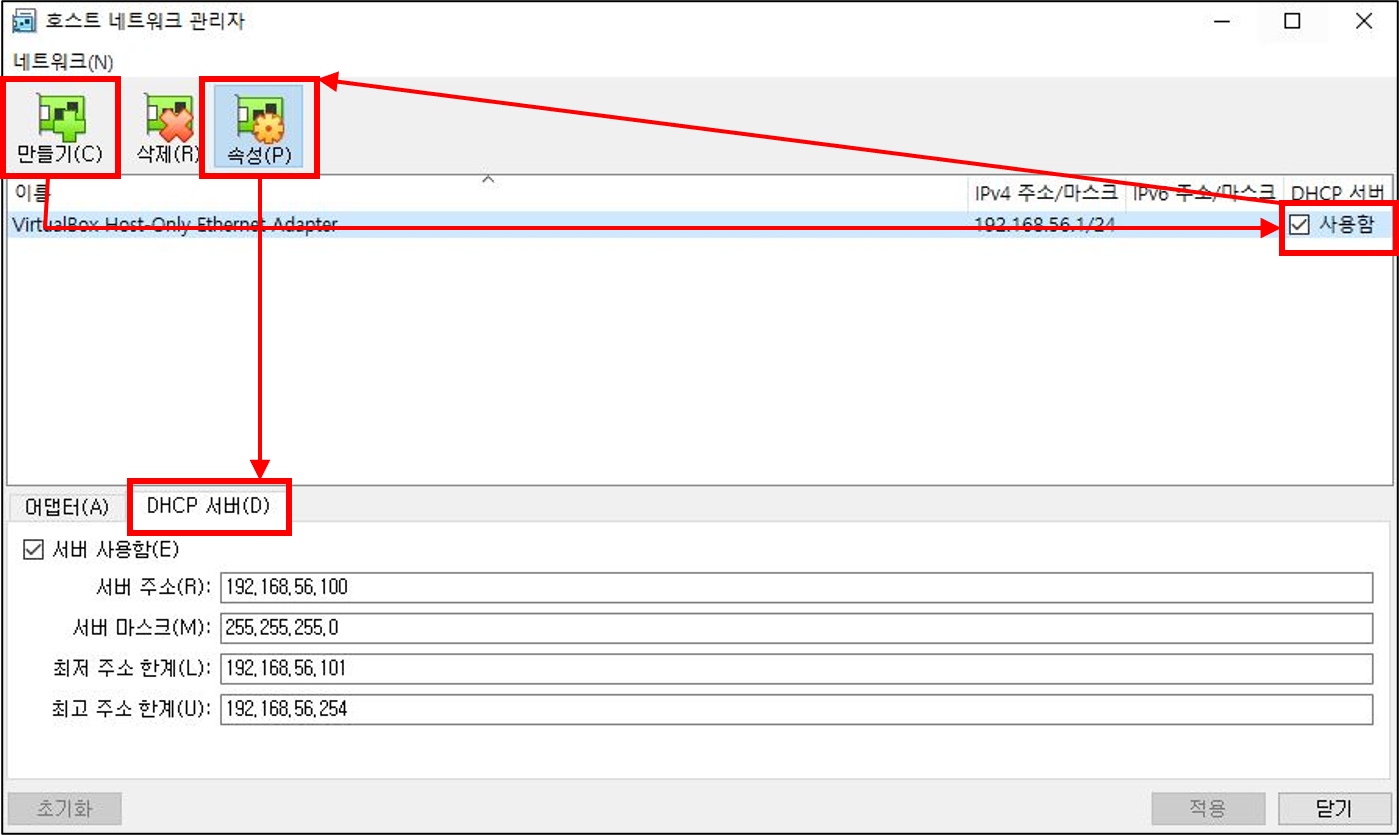 호스트 네트워크 관리자
네트워크(N)
만들기(C) 삭제(R) 속성(P)
이름 IPv4 주소/마스크 IPv6 주소/마스크 DHCP 서버
VirtualBox Host-Only Ethernet Adapter 192.168.56.1/24 사용함
어댑터(A) DHCP 서버(D)
서버 사용함(E)
서버 주소(R): 192,168,56,100
서버 마스크(M): 255,255,255,0
최저 주소 한계(L): 192,168,56,101
최고 주소 한계(U): 192,168,56,254
초기화 적용 닫기